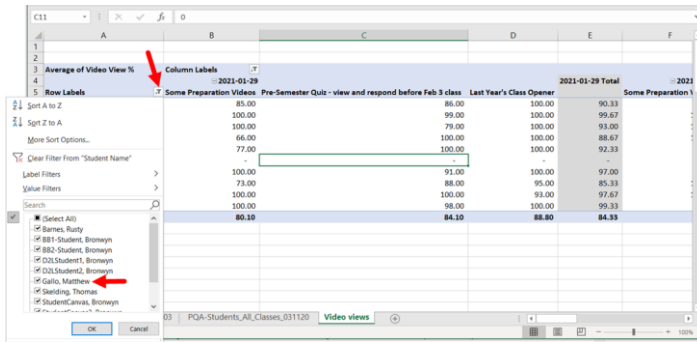 C11 fx 0
A B C D E F
1
2
3 Average of Video View % Column Labels
4 2021-01-29 2021-01-29 Total 2021
5 Row Labels Some Preparation Videos Pre-Semester Quiz - view and respond before Feb 3 class Last Year's Class Opener Some Preparation V
85.00 86.00 100.00 90.33
100.00 99.00 100.00 99.67
100.00 79.00 100.00 93.00
66.00 100.00 100.00 88.67
77.00 100.00 100.00 92.33
- - - -
100.00 91.00 100.00 97.00
73.00 88.00 95.00 85.33
100.00 100.00 93.00 97.67
100.00 98.00 100.00 99.33
80.10 84.10 88.80 84.33
Sort A to Z
Sort Z to A
More Sort Options...
Clear Filter From "Student Name"
Label Filters
Value Filters
Search
(Select All)
Barnes, Rusty
BB1-Student, Bronwyn
BB2-Student, Bronwyn
D2LStudent1, Bronwyn
D2LStudent2, Bronwyn
Gallo, Matthew
Skelding, Thomas
StudentCanvas, Bronwyn
OK Cancel
03 PQA-Students_All_Classes_031120 Video views
100%